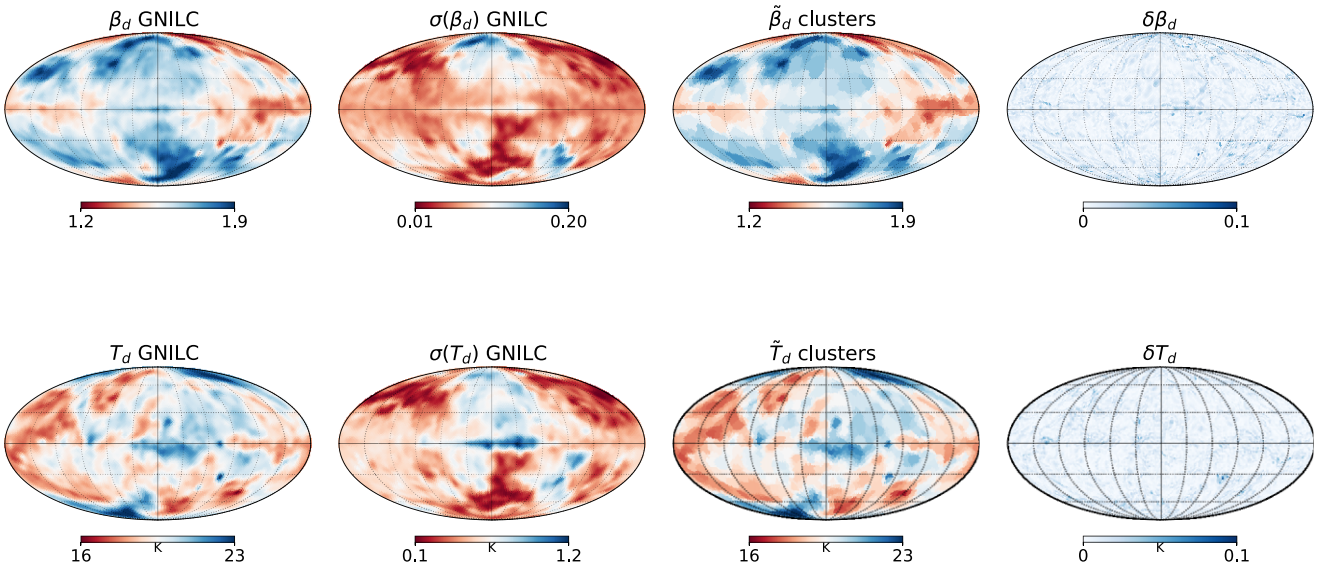 β_d GNILC
σ(β_d) GNILC
β̃_d clusters
δβ_d
1.2 1.9
0.01 0.20
1.2 1.9
0 0.1
T_d GNILC
σ(T_d) GNILC
T̃_d clusters
δT_d
16 K 23
0.1 K 1.2
16 K 23
0 K 0.1